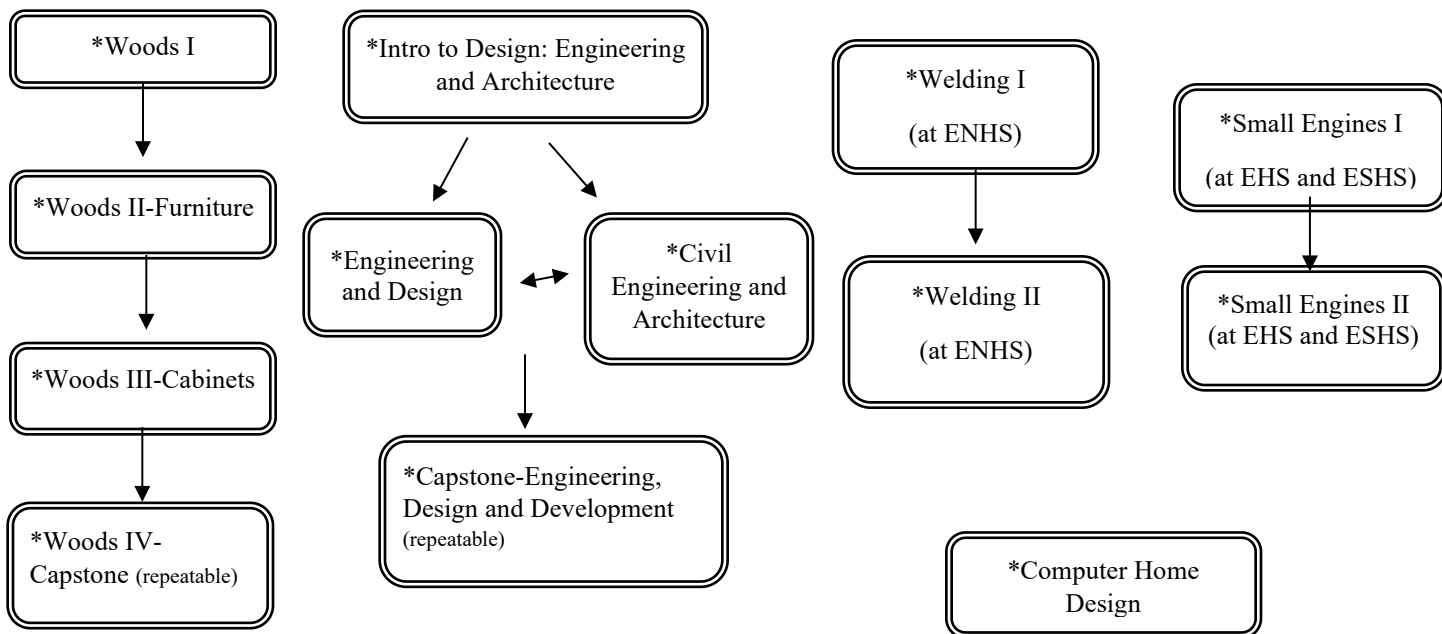 *Woods I
*Woods II-Furniture
*Woods III-Cabinets
*Woods IV-
Capstone (repeatable)
*Intro to Design: Engineering
and Architecture
*Engineering
and Design
*Civil
Engineering and
Architecture
*Capstone-Engineering,
Design and Development
(repeatable)
*Welding I
(at ENHS)
*Welding II
(at ENHS)
*Small Engines I
(at EHS and ESHS)
*Small Engines II
(at EHS and ESHS)
*Computer Home
Design